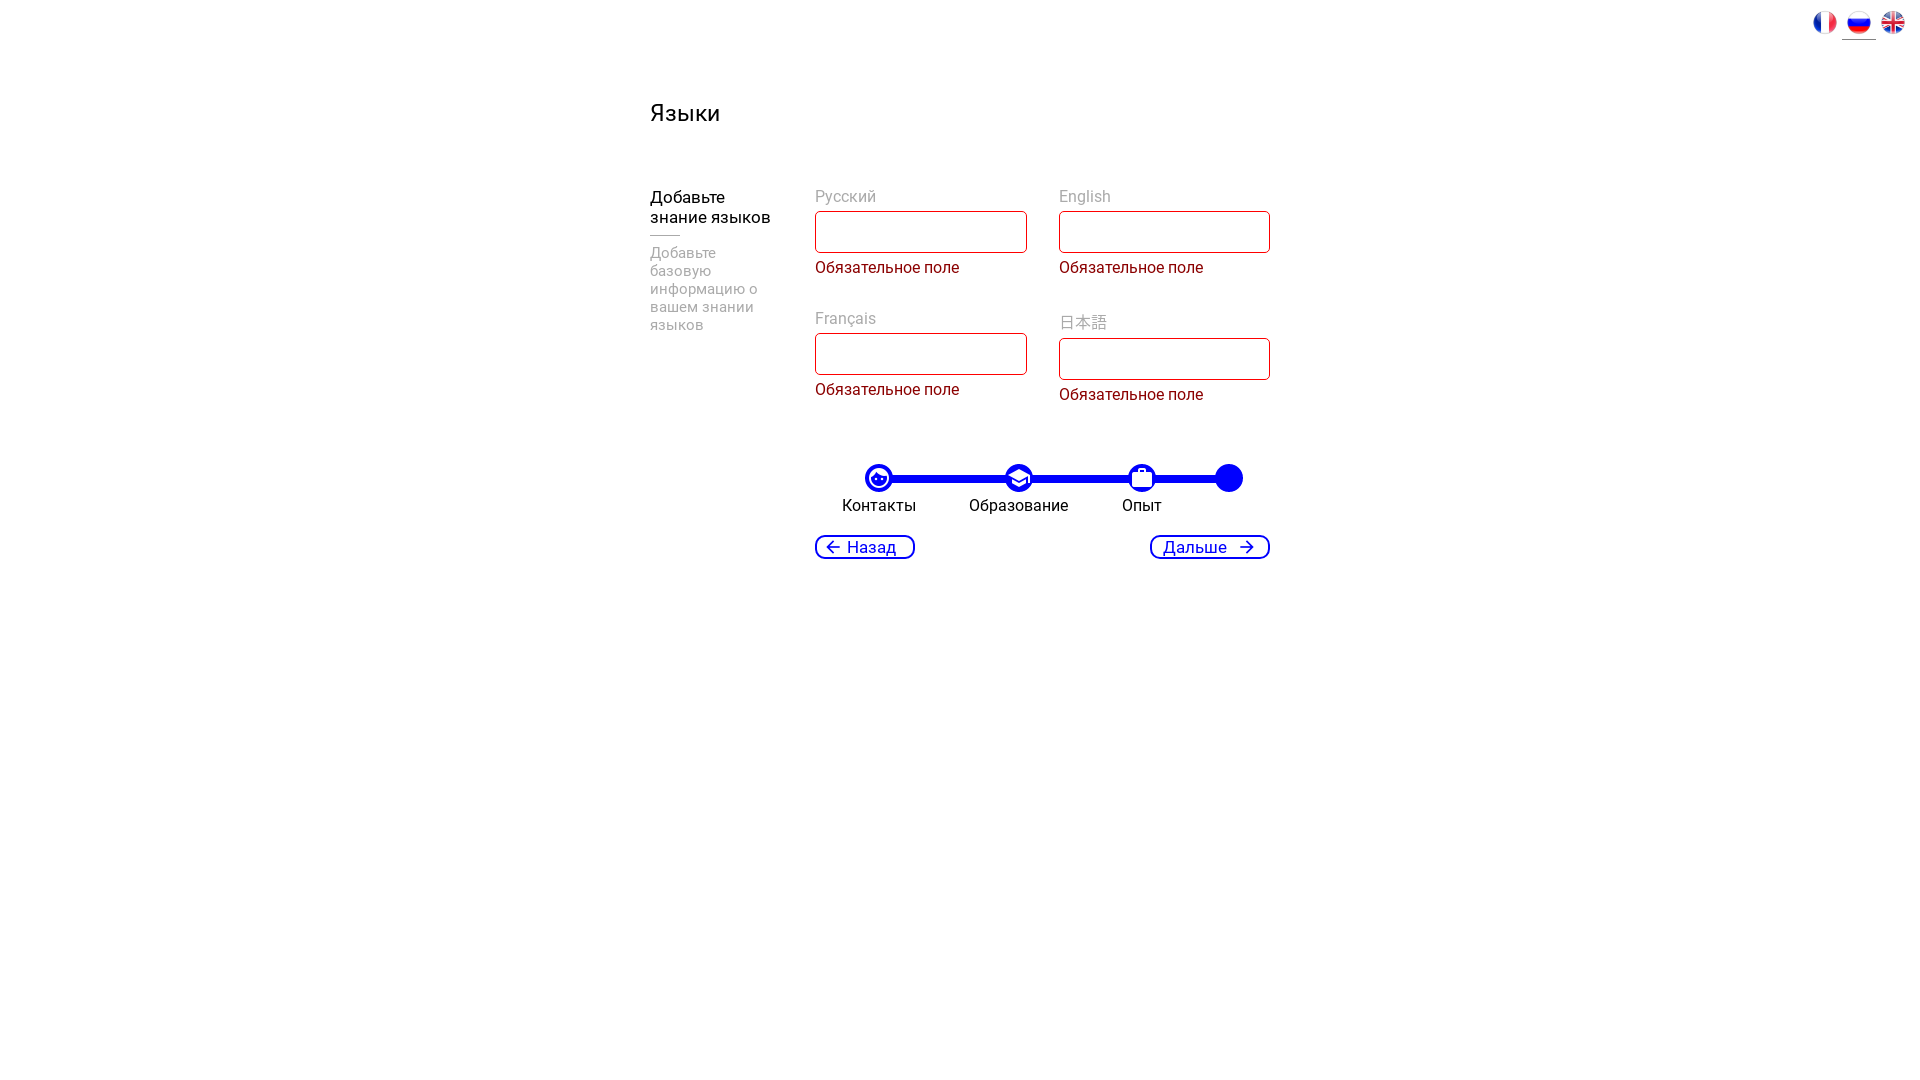 Языки
Добавьте
знание языков
Добавьте
базовую
информацию о
вашем знании
языков
Русский
English
Обязательное поле
Обязательное поле
Français
日本語
Обязательное поле
Обязательное поле
Контакты
Образование
Опыт
Назад
Дальше